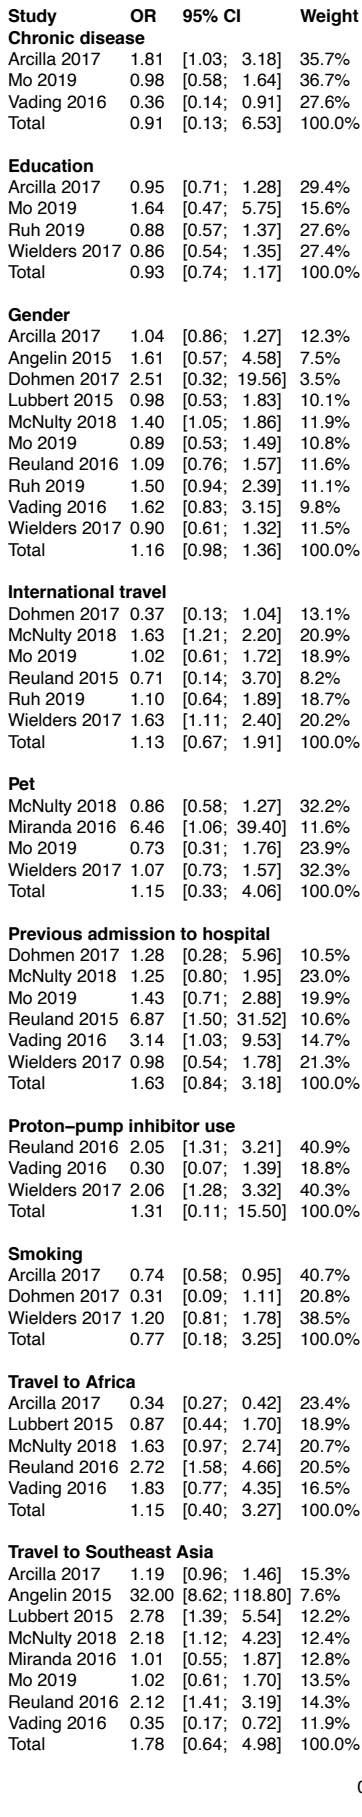 Study OR 95% CI Weight
Chronic disease
Arcilla 2017 1.81 [1.03; 3.18] 35.7%
Mo 2019 0.98 [0.58; 1.64] 36.7%
Vading 2016 0.36 [0.14; 0.91] 27.6%
Total 0.91 [0.13; 6.53] 100.0%
Education
Arcilla 2017 0.95 [0.71; 1.28] 29.4%
Mo 2019 1.64 [0.47; 5.75] 15.6%
Ruh 2019 0.88 [0.57; 1.37] 27.6%
Wielders 2017 0.86 [0.54; 1.35] 27.4%
Total 0.93 [0.74; 1.17] 100.0%
Gender
Arcilla 2017 1.04 [0.86; 1.27] 12.3%
Angelin 2015 1.61 [0.57; 4.58] 7.5%
Dohmen 2017 2.51 [0.32; 19.56] 3.5%
Lubbert 2015 0.98 [0.53; 1.83] 10.1%
McNulty 2018 1.40 [1.05; 1.86] 11.9%
Mo 2019 0.89 [0.53; 1.49] 10.8%
Reuland 2016 1.09 [0.76; 1.57] 11.6%
Ruh 2019 1.50 [0.94; 2.39] 11.1%
Vading 2016 1.62 [0.83; 3.15] 9.8%
Wielders 2017 0.90 [0.61; 1.32] 11.5%
Total 1.16 [0.98; 1.36] 100.0%
International travel
Dohmen 2017 0.37 [0.13; 1.04] 13.1%
McNulty 2018 1.63 [1.21; 2.20] 20.9%
Mo 2019 1.02 [0.61; 1.72] 18.9%
Reuland 2015 0.71 [0.14; 3.70] 8.2%
Ruh 2019 1.10 [0.64; 1.89] 18.7%
Wielders 2017 1.63 [1.11; 2.40] 20.2%
Total 1.13 [0.67; 1.91] 100.0%
Pet
McNulty 2018 0.86 [0.58; 1.27] 32.2%
Miranda 2016 6.46 [1.06; 39.40] 11.6%
Mo 2019 0.73 [0.31; 1.76] 23.9%
Wielders 2017 1.07 [0.73; 1.57] 32.3%
Total 1.15 [0.33; 4.06] 100.0%
Previous admission to hospital
Dohmen 2017 1.28 [0.28; 5.96] 10.5%
McNulty 2018 1.25 [0.80; 1.95] 23.0%
Mo 2019 1.43 [0.71; 2.88] 19.9%
Reuland 2015 6.87 [1.50; 31.52] 10.6%
Vading 2016 3.14 [1.03; 9.53] 14.7%
Wielders 2017 0.98 [0.54; 1.78] 21.3%
Total 1.63 [0.84; 3.18] 100.0%
Proton−pump inhibitor use
Reuland 2016 2.05 [1.31; 3.21] 40.9%
Vading 2016 0.30 [0.07; 1.39] 18.8%
Wielders 2017 2.06 [1.28; 3.32] 40.3%
Total 1.31 [0.11; 15.50] 100.0%
Smoking
Arcilla 2017 0.74 [0.58; 0.95] 40.7%
Dohmen 2017 0.31 [0.09; 1.11] 20.8%
Wielders 2017 1.20 [0.81; 1.78] 38.5%
Total 0.77 [0.18; 3.25] 100.0%
Travel to Africa
Arcilla 2017 0.34 [0.27; 0.42] 23.4%
Lubbert 2015 0.87 [0.44; 1.70] 18.9%
McNulty 2018 1.63 [0.97; 2.74] 20.7%
Reuland 2016 2.72 [1.58; 4.66] 20.5%
Vading 2016 1.83 [0.77; 4.35] 16.5%
Total 1.15 [0.40; 3.27] 100.0%
Travel to Southeast Asia
Arcilla 2017 1.19 [0.96; 1.46] 15.3%
Angelin 2015 32.00 [8.62; 118.80] 7.6%
Lubbert 2015 2.78 [1.39; 5.54] 12.2%
McNulty 2018 2.18 [1.12; 4.23] 12.4%
Miranda 2016 1.01 [0.55; 1.87] 12.8%
Mo 2019 1.02 [0.61; 1.70] 13.5%
Reuland 2016 2.12 [1.41; 3.19] 14.3%
Vading 2016 0.35 [0.17; 0.72] 11.9%
Total 1.78 [0.64; 4.98] 100.0%